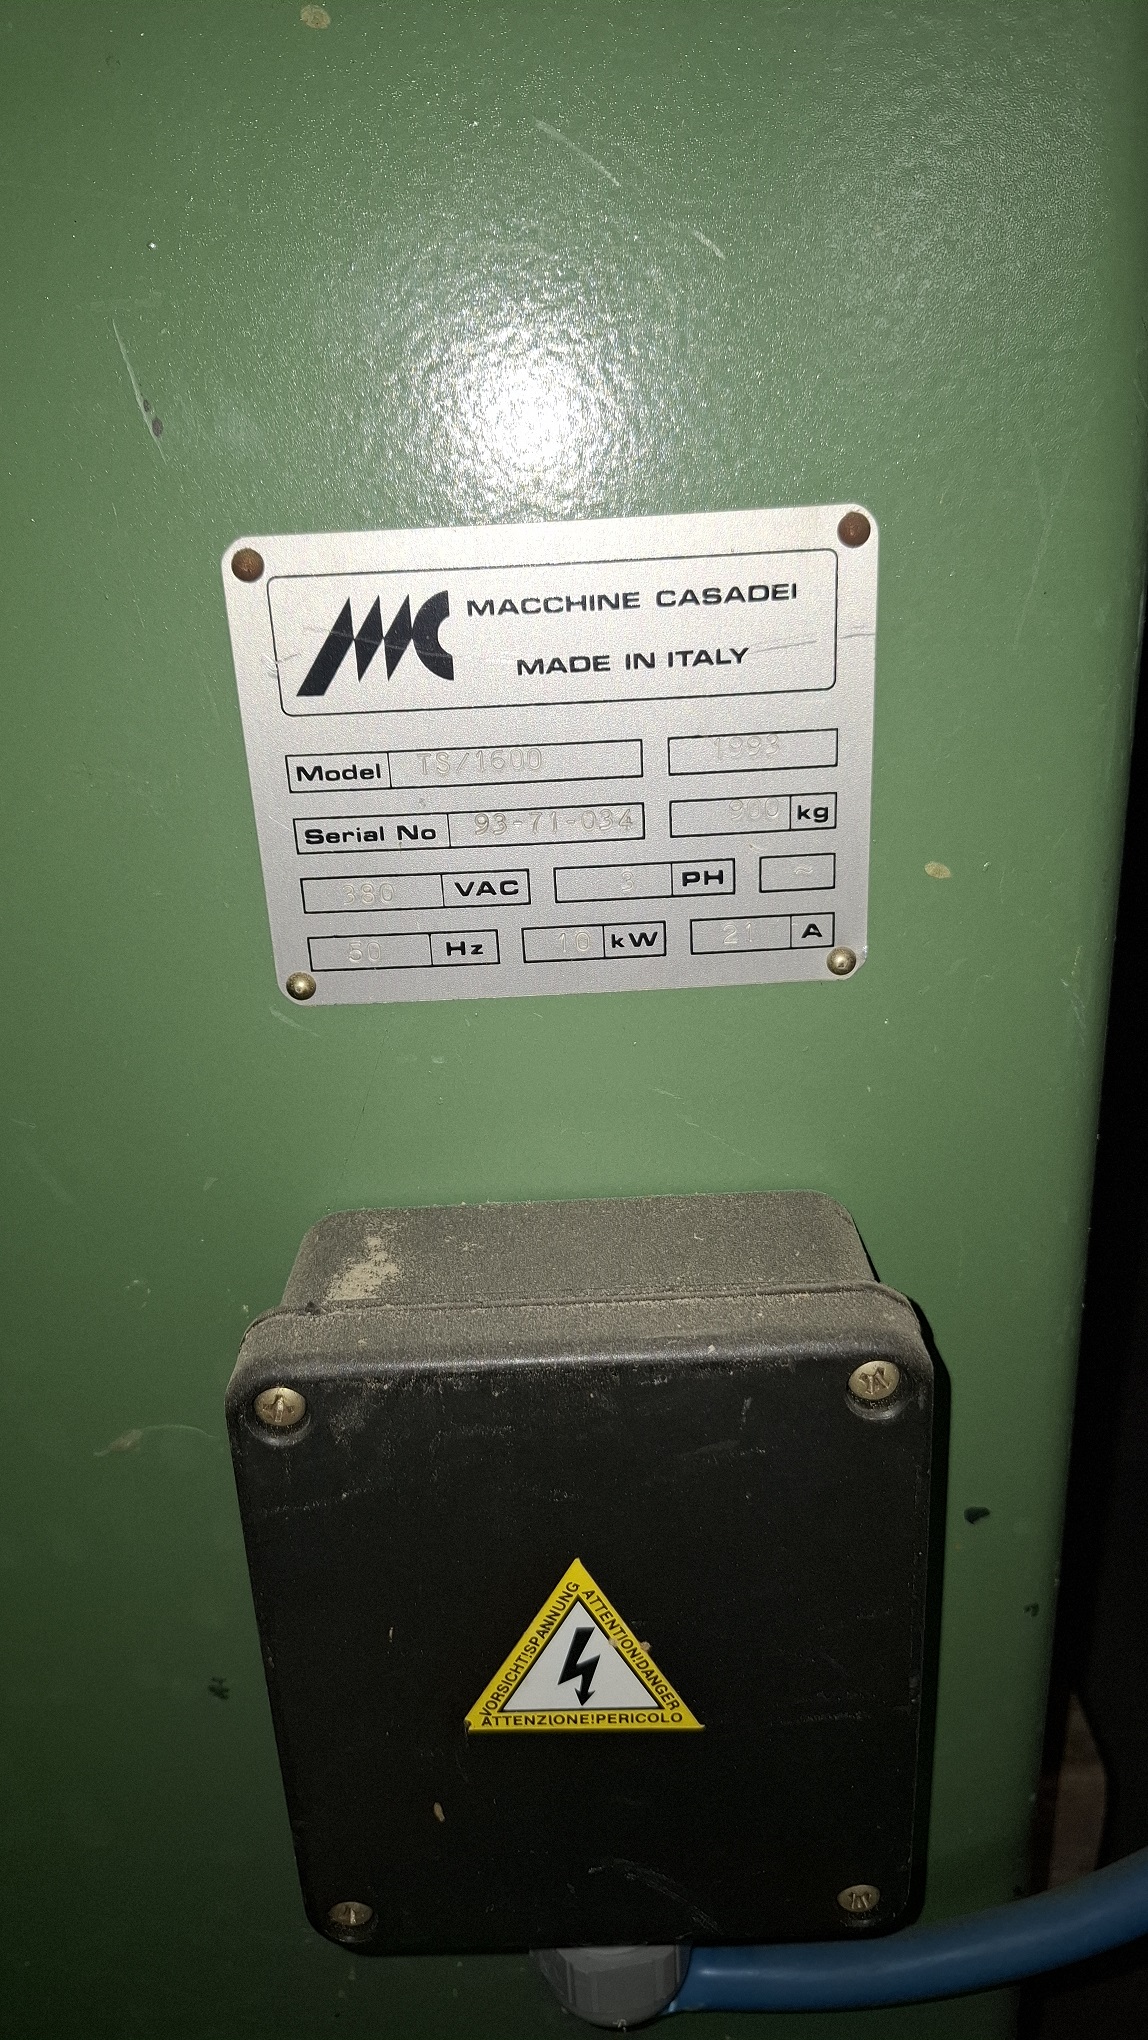 MC MACCHINE CASADEI
MADE IN ITALY
Model TS/1600 1993
Serial No 93-71-034 900 kg
380 VAC 3 PH ~
50 Hz 10 kW 21 A
VORSICHT!SPANNUNG
ATTENTION!DANGER
ATTENZIONE!PERICOLO